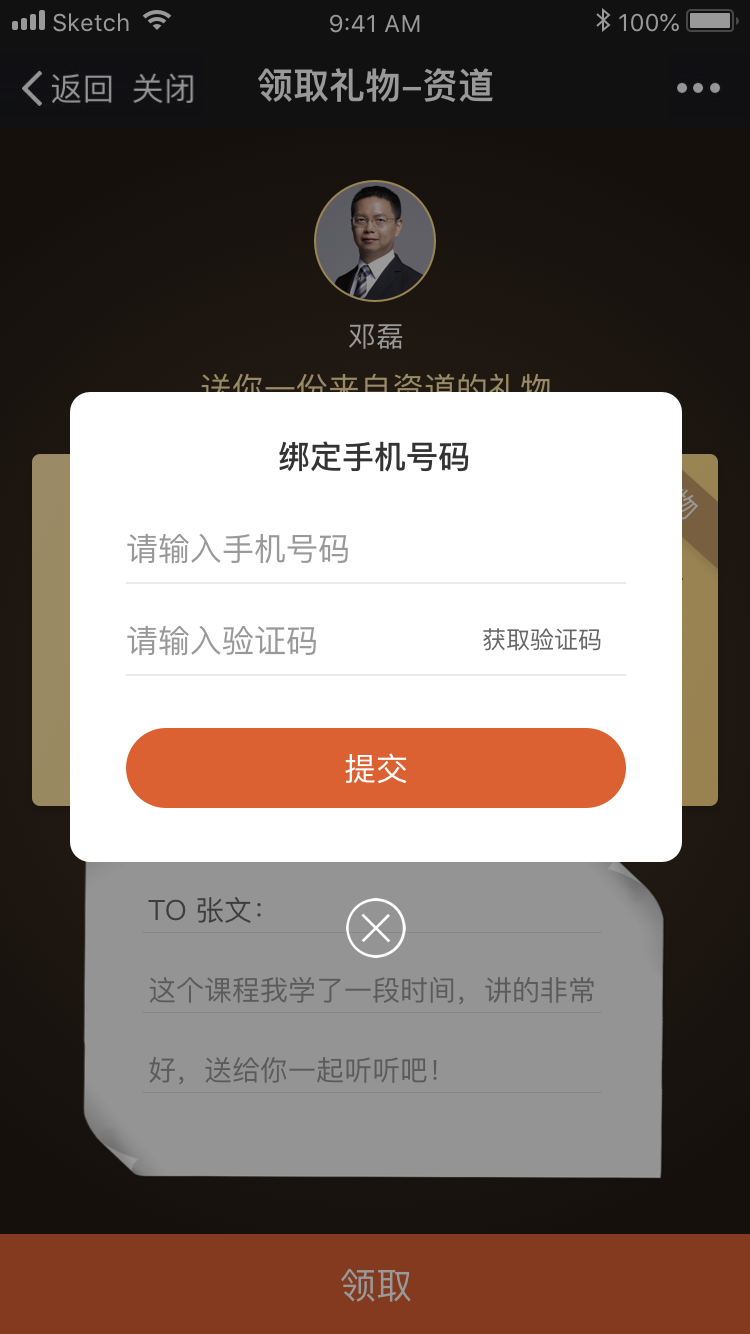 Sketch 9:41 AM 100%
返回 关闭 领取礼物–资道
邓磊
送你一份来自资道的礼物
物
绑定手机号码
请输入手机号码
请输入验证码 获取验证码
提交
TO 张文：
这个课程我学了一段时间，讲的非常
好，送给你一起听听吧！
领取